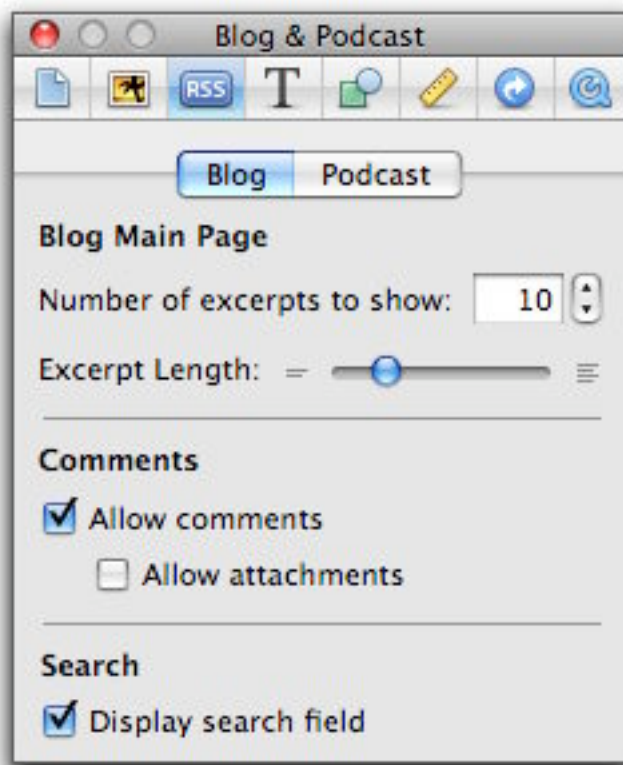 Blog & Podcast
RSS T
Blog Podcast
Blog Main Page
Number of excerpts to show: 10
Excerpt Length:
Comments
Allow comments
Allow attachments
Search
Display search field